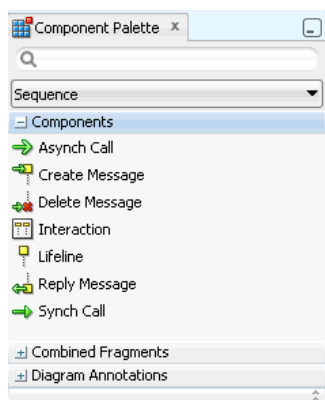 Component Palette
Sequence
Components
Asynch Call
Create Message
Delete Message
Interaction
Lifeline
Reply Message
Synch Call
Combined Fragments
Diagram Annotations